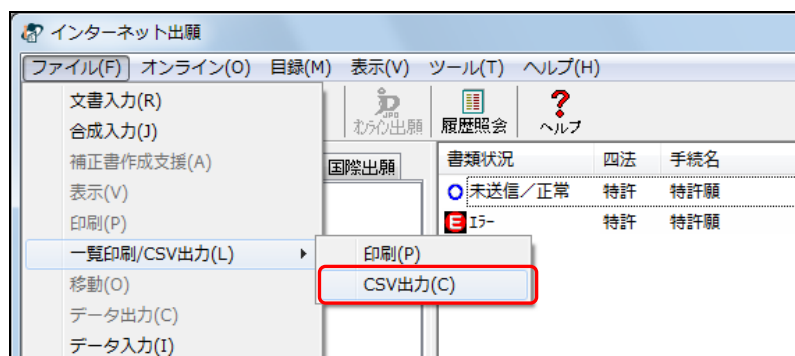 インターネット出願
ファイル(F) オンライン(O) 目録(M) 表示(V) ツール(T) ヘルプ(H)
文書入力(R)
合成入力(J)
補正書作成支援(A)
表示(V)
印刷(P)
一覧印刷/CSV出力(L)
移動(O)
データ出力(C)
データ入力(I)
印刷(P)
CSV出力(C)
JPO
ｵﾝﾗｲﾝ出願 履歴照会 ヘルプ
国際出願
書類状況 四法 手続名
未送信／正常 特許 特許願
E ｴﾗｰ 特許 特許願